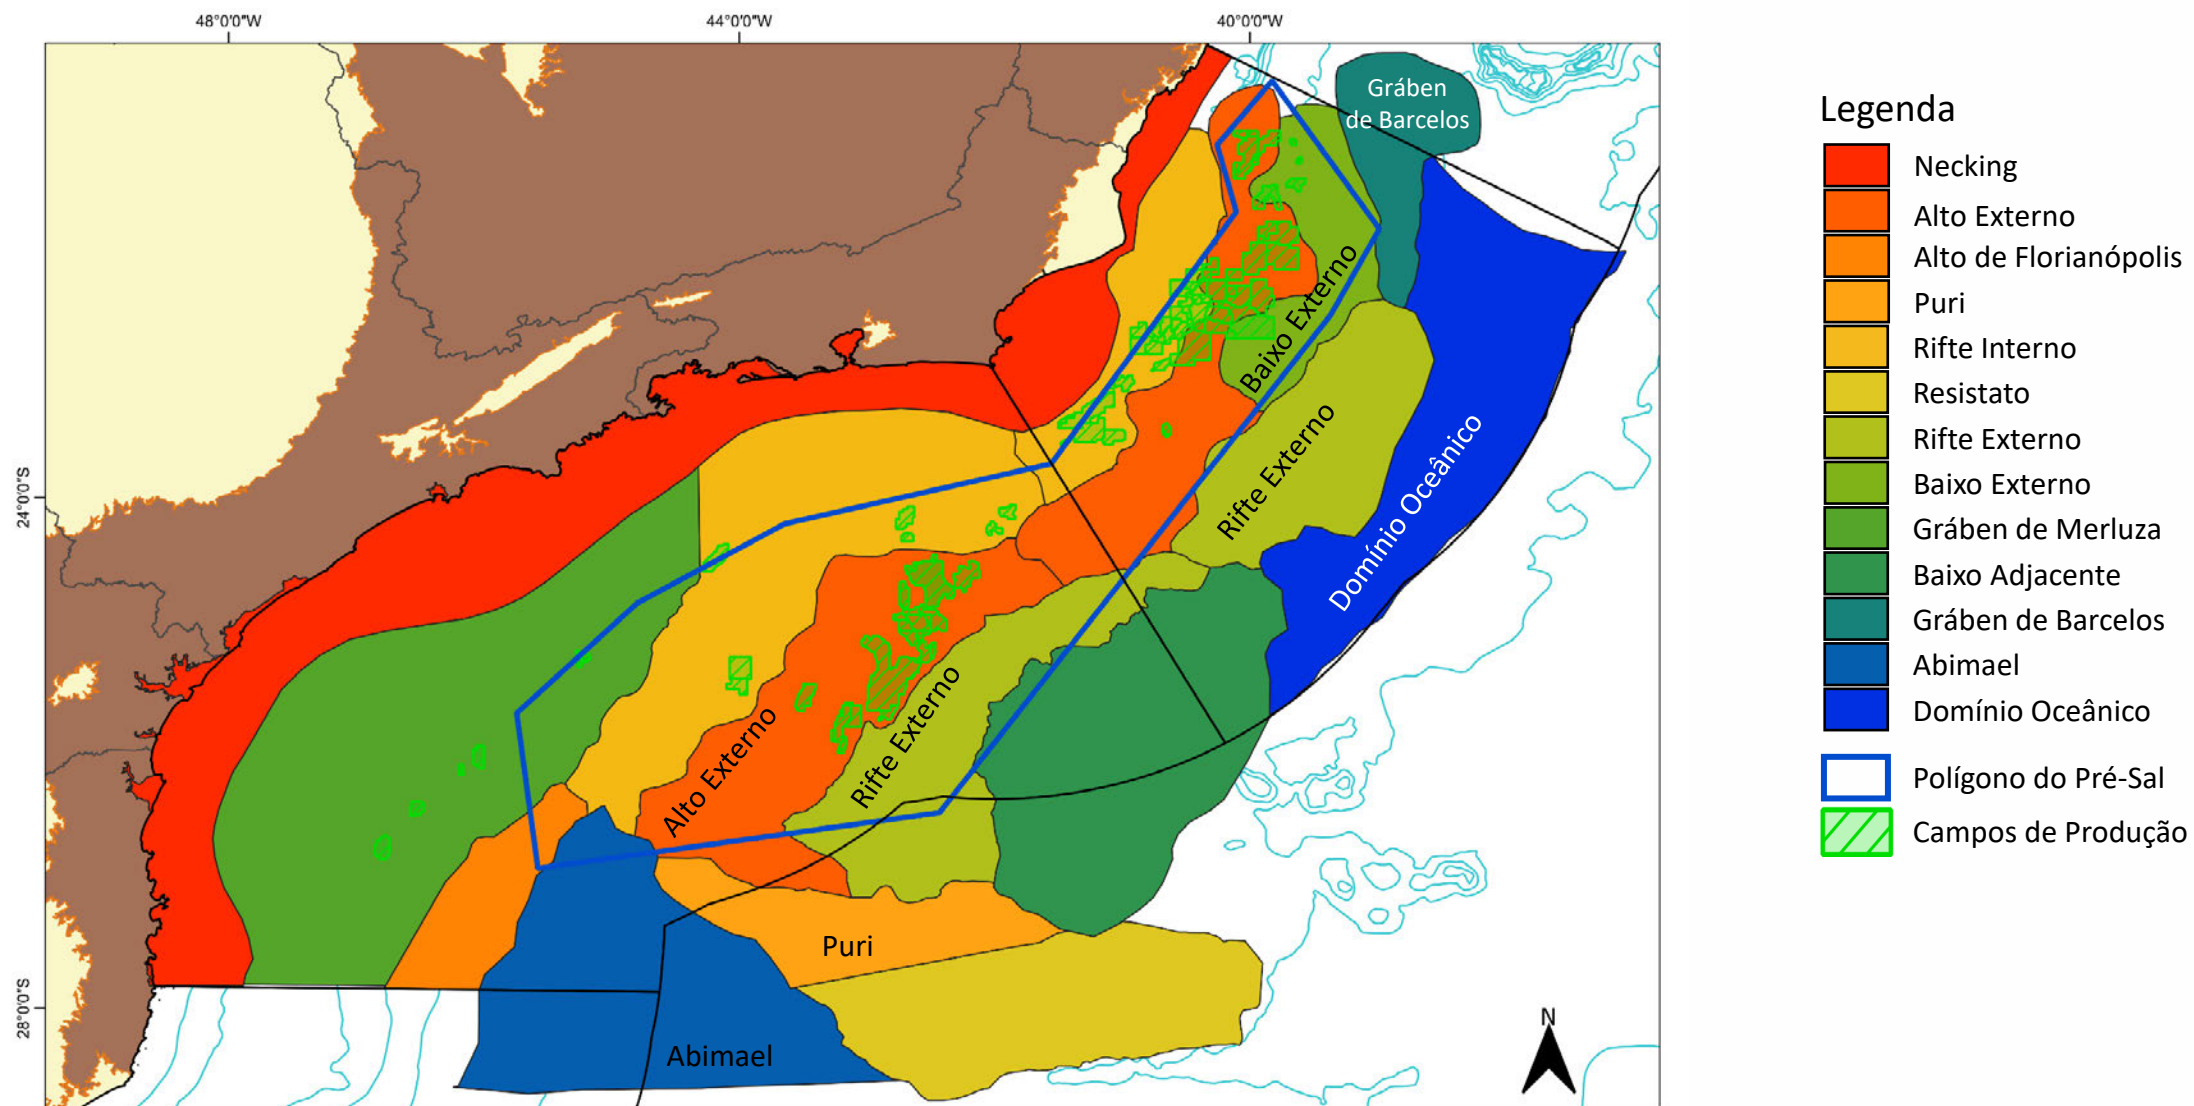 48°0'0"W
44°0'0"W
40°0'0"W
24°0'0"S
28°0'0"S
Gráben
de Barcelos
Baixo Externo
Rifte Externo
Domínio Oceânico
Rifte Externo
Alto Externo
Puri
Abimael
N
Legenda
Necking
Alto Externo
Alto de Florianópolis
Puri
Rifte Interno
Resistato
Rifte Externo
Baixo Externo
Gráben de Merluza
Baixo Adjacente
Gráben de Barcelos
Abimael
Domínio Oceânico
Polígono do Pré-Sal
Campos de Produção